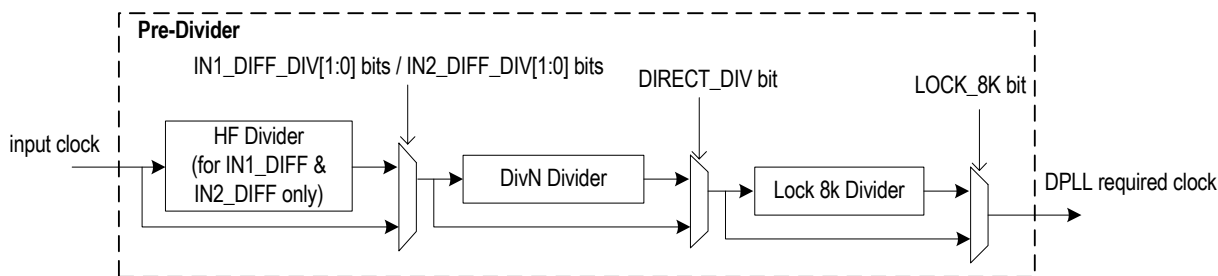 Pre-Divider
IN1_DIFF_DIV[1:0] bits / IN2_DIFF_DIV[1:0] bits
DIRECT_DIV bit
LOCK_8K bit
input clock
HF Divider
(for IN1_DIFF &
IN2_DIFF only)
DivN Divider
Lock 8k Divider
DPLL required clock